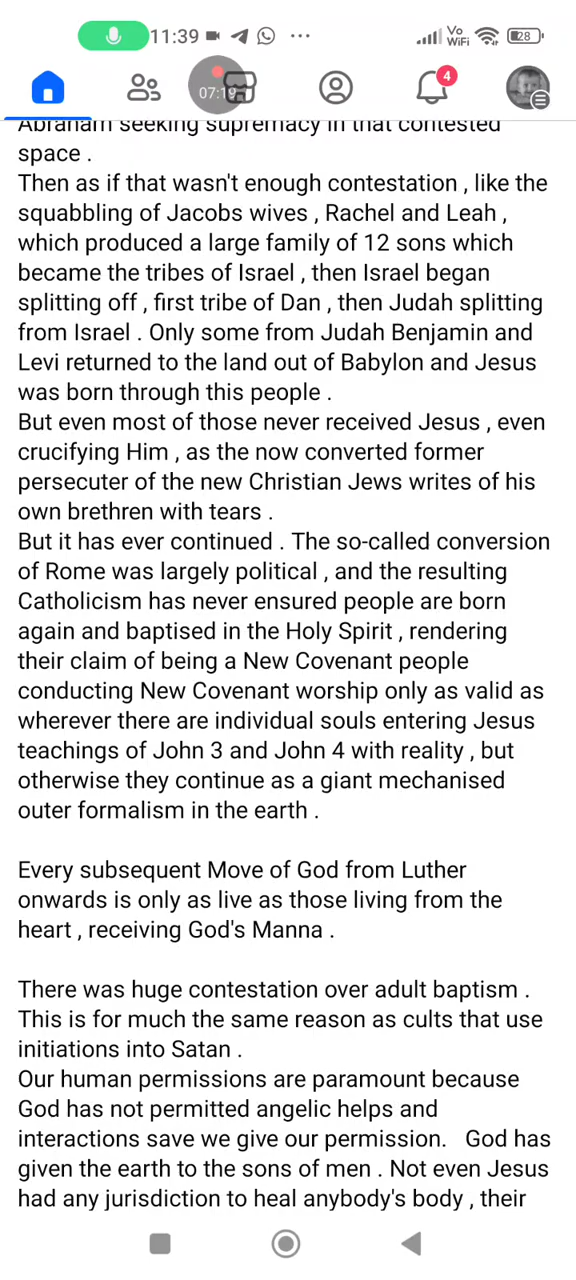 11:39
Vo
WiFi
28
4
07:19
Abraham seeking supremacy in that contested
space .
Then as if that wasn't enough contestation , like the
squabbling of Jacobs wives , Rachel and Leah ,
which produced a large family of 12 sons which
became the tribes of Israel , then Israel began
splitting off , first tribe of Dan , then Judah splitting
from Israel . Only some from Judah Benjamin and
Levi returned to the land out of Babylon and Jesus
was born through this people .
But even most of those never received Jesus , even
crucifying Him , as the now converted former
persecuter of the new Christian Jews writes of his
own brethren with tears .
But it has ever continued . The so-called conversion
of Rome was largely political , and the resulting
Catholicism has never ensured people are born
again and baptised in the Holy Spirit , rendering
their claim of being a New Covenant people
conducting New Covenant worship only as valid as
wherever there are individual souls entering Jesus
teachings of John 3 and John 4 with reality , but
otherwise they continue as a giant mechanised
outer formalism in the earth .
Every subsequent Move of God from Luther
onwards is only as live as those living from the
heart , receiving God's Manna .
There was huge contestation over adult baptism .
This is for much the same reason as cults that use
initiations into Satan .
Our human permissions are paramount because
God has not permitted angelic helps and
interactions save we give our permission.   God has
given the earth to the sons of men . Not even Jesus
had any jurisdiction to heal anybody's body , their